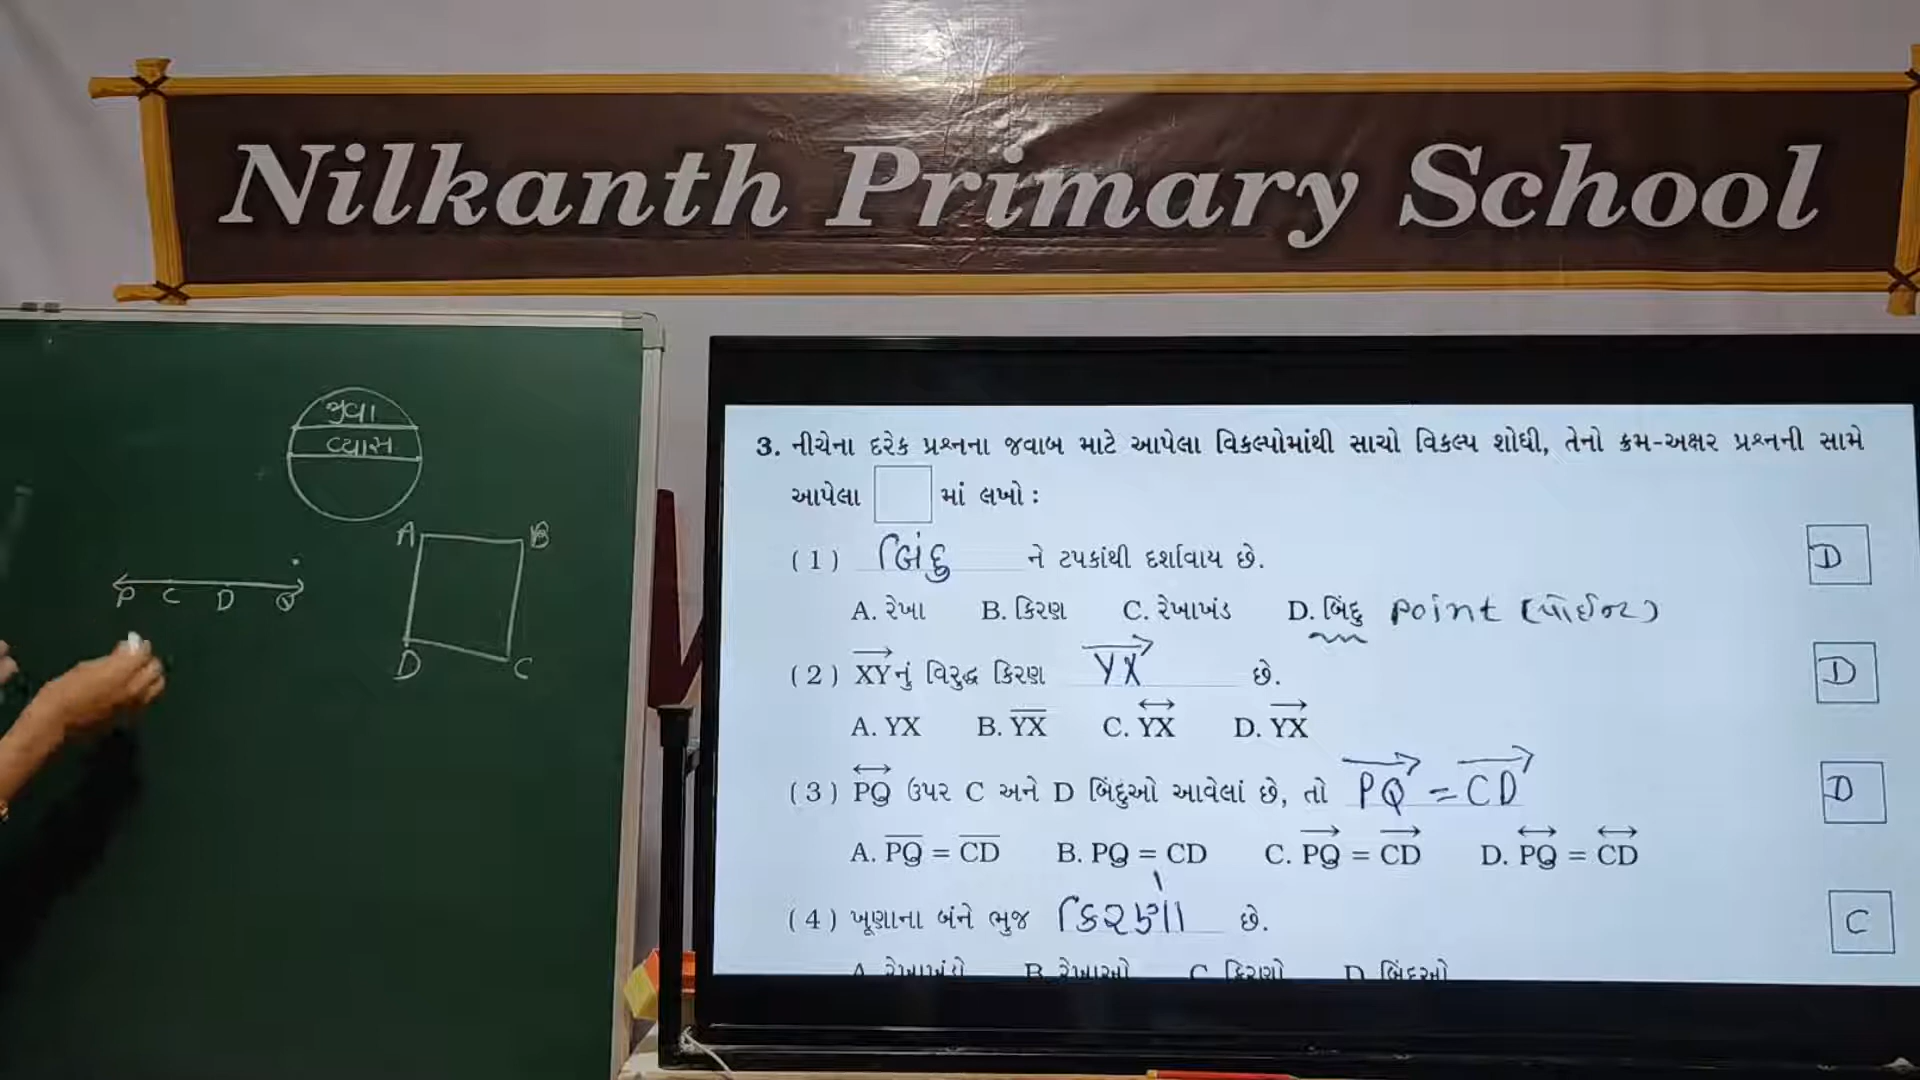 Nilkanth Primary School
જીવા
વ્યાસ
A B
P C D Q
D C
3. નીચેના દરેક પ્રશ્નના જવાબ માટે આપેલા વિકલ્પોમાંથી સાચો વિકલ્પ શોધી, તેનો ક્રમ-અક્ષર પ્રશ્નની સામે
આપેલા માં લખો :
(1) બિંદુ ને ટપકાંથી દર્શાવાય છે. D
A. રેખા B. કિરણ C. રેખાખંડ D. બિંદુ point (પોઈન્ટ)
(2) →XYનું વિરુદ્ધ કિરણ →YX છે. D
A. YX B. ‾YX C. ↔YX D. →YX
(3) ↔PQ ઉપર C અને D બિંદુઓ આવેલાં છે, તો →PQ = →CD D
A. ‾PQ = ‾CD B. PQ = CD C. →PQ = →CD D. ↔PQ = ↔CD
(4) ખૂણાના બંને ભુજ કિરણો છે. C
A રેખાખંડો B. રેખાઓ C કિરણો D બિંદુઓ